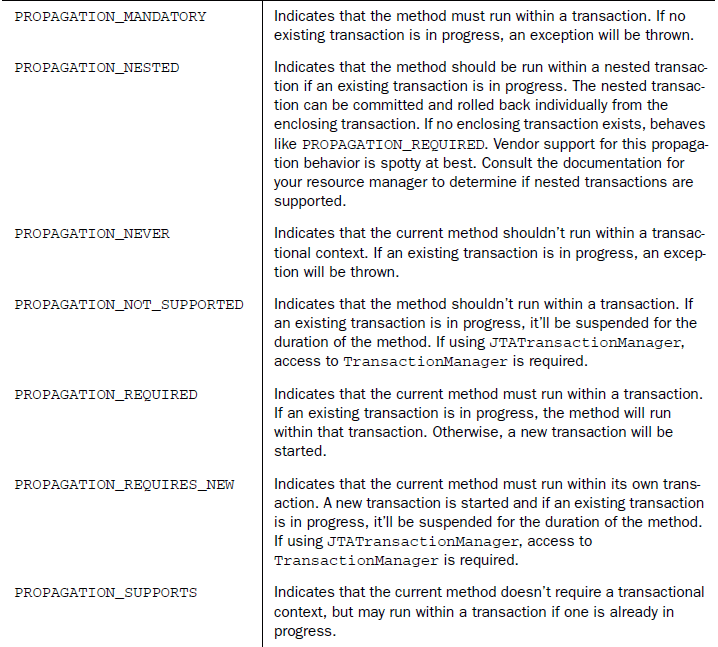 PROPAGATION_MANDATORY
Indicates that the method must run within a transaction. If no
existing transaction is in progress, an exception will be thrown.
PROPAGATION_NESTED
Indicates that the method should be run within a nested transac-
tion if an existing transaction is in progress. The nested transac-
tion can be committed and rolled back individually from the
enclosing transaction. If no enclosing transaction exists, behaves
like PROPAGATION_REQUIRED. Vendor support for this propaga-
tion behavior is spotty at best. Consult the documentation for
your resource manager to determine if nested transactions are
supported.
PROPAGATION_NEVER
Indicates that the current method shouldn't run within a transac-
tional context. If an existing transaction is in progress, an excep-
tion will be thrown.
PROPAGATION_NOT_SUPPORTED
Indicates that the method shouldn't run within a transaction. If
an existing transaction is in progress, it'll be suspended for the
duration of the method. If using JTATransactionManager,
access to TransactionManager is required.
PROPAGATION_REQUIRED
Indicates that the current method must run within a transaction.
If an existing transaction is in progress, the method will run
within that transaction. Otherwise, a new transaction will be
started.
PROPAGATION_REQUIRES_NEW
Indicates that the current method must run within its own trans-
action. A new transaction is started and if an existing transaction
is in progress, it'll be suspended for the duration of the method.
If using JTATransactionManager, access to
TransactionManager is required.
PROPAGATION_SUPPORTS
Indicates that the current method doesn't require a transactional
context, but may run within a transaction if one is already in
progress.